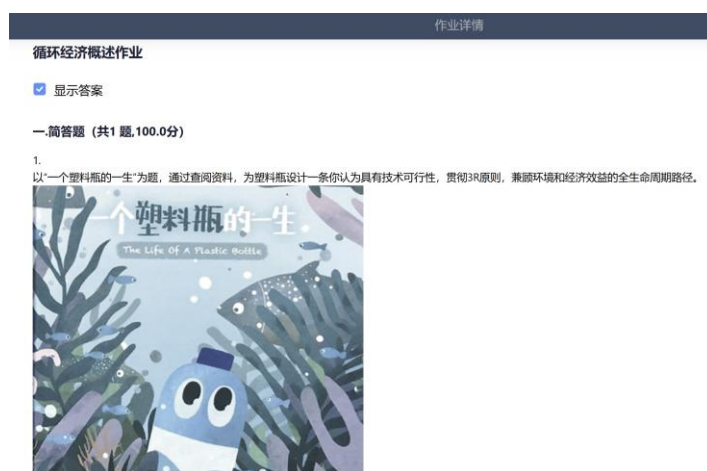 作业详情
循环经济概述作业
显示答案
一.简答题（共1 题,100.0分）
1.
以"一个塑料瓶的一生"为题，通过查阅资料，为塑料瓶设计一条你认为具有技术可行性，贯彻3R原则，兼顾环境和经济效益的全生命周期路径。
一个塑料瓶的一生
The Life Of A Plastic Bottle